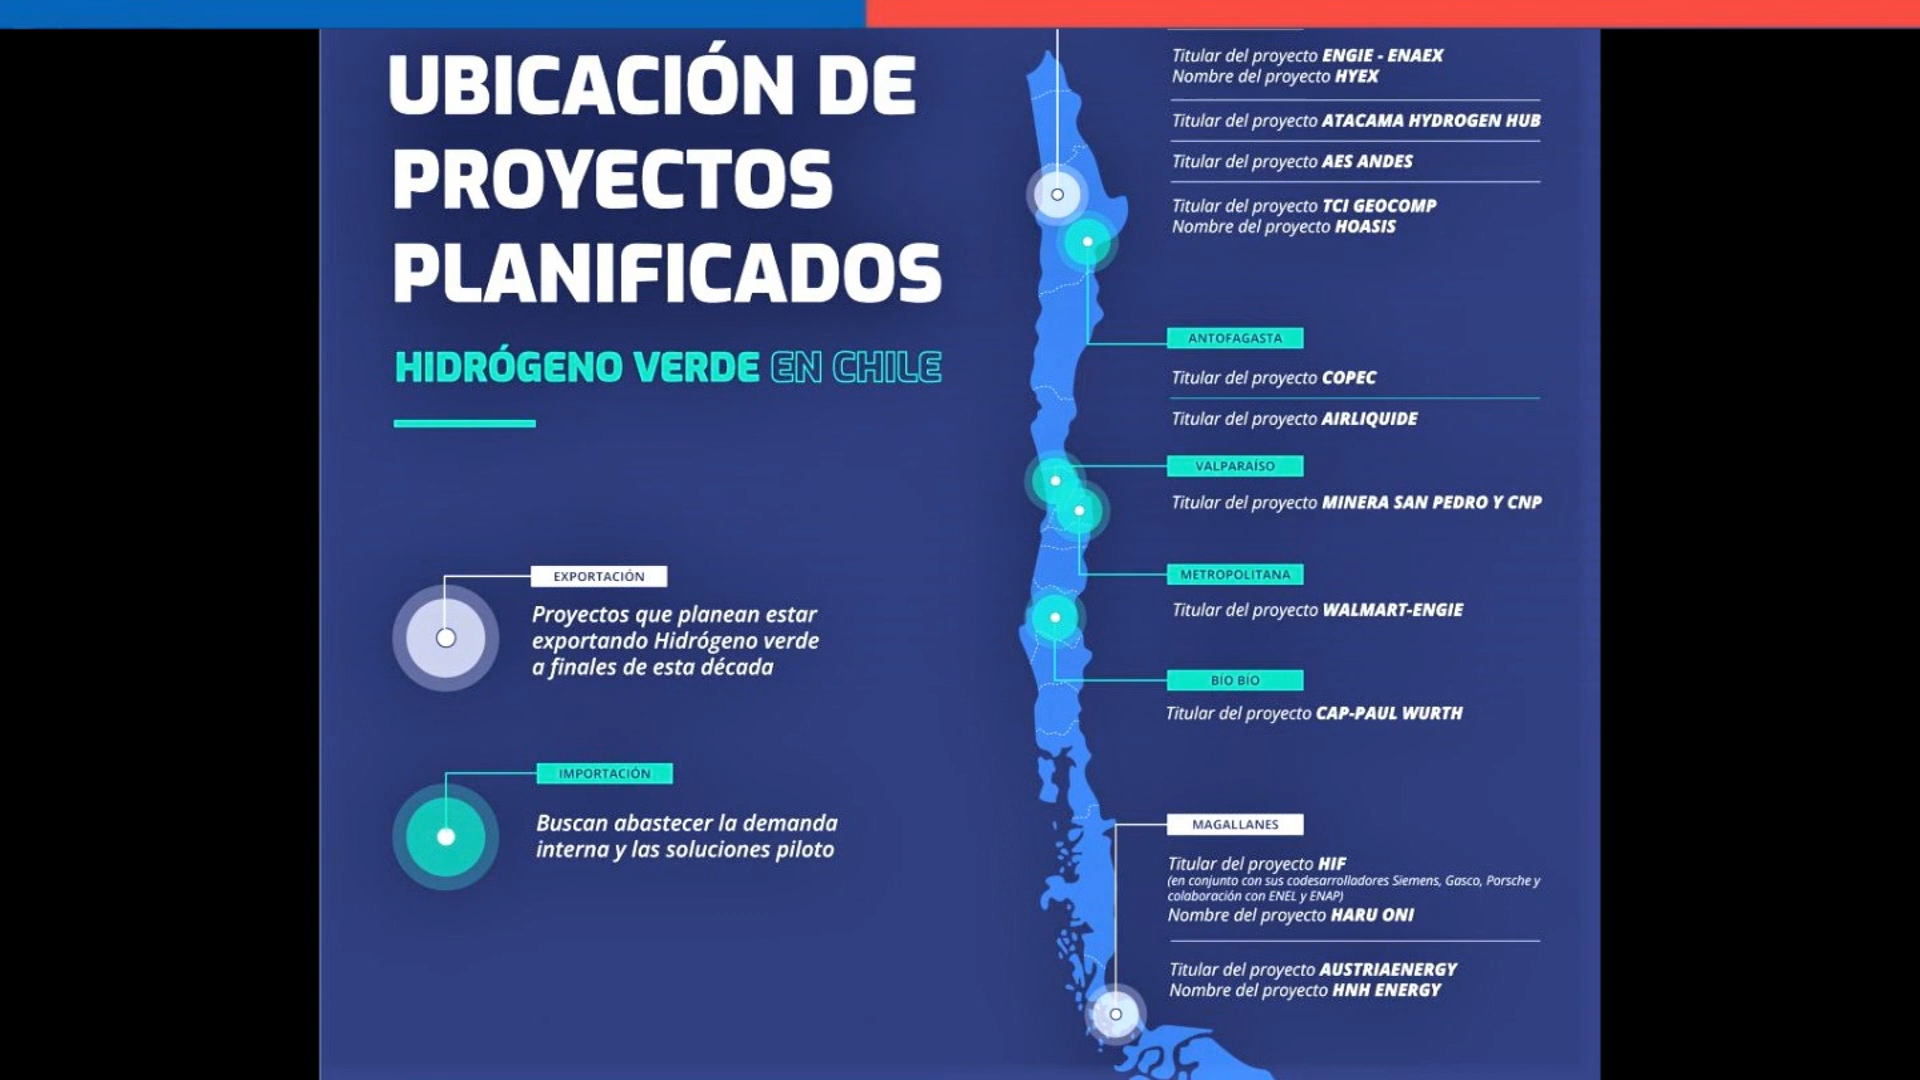 UBICACIÓN DE
PROYECTOS
PLANIFICADOS
HIDRÓGENO VERDE EN CHILE
EXPORTACIÓN
Proyectos que planean estar
exportando Hidrógeno verde
a finales de esta década
IMPORTACIÓN
Buscan abastecer la demanda
interna y las soluciones piloto
Titular del proyecto ENGIE - ENAEX
Nombre del proyecto HYEX
Titular del proyecto ATACAMA HYDROGEN HUB
Titular del proyecto AES ANDES
Titular del proyecto TCI GEOCOMP
Nombre del proyecto HOASIS
ANTOFAGASTA
Titular del proyecto COPEC
Titular del proyecto AIRLIQUIDE
VALPARAÍSO
Titular del proyecto MINERA SAN PEDRO Y CNP
METROPOLITANA
Titular del proyecto WALMART-ENGIE
BÍO BÍO
Titular del proyecto CAP-PAUL WURTH
MAGALLANES
Titular del proyecto HIF
(en conjunto con sus codesarrolladores Siemens, Gasco, Porsche y
colaboración con ENEL y ENAP)
Nombre del proyecto HARU ONI
Titular del proyecto AUSTRIAENERGY
Nombre del proyecto HNH ENERGY